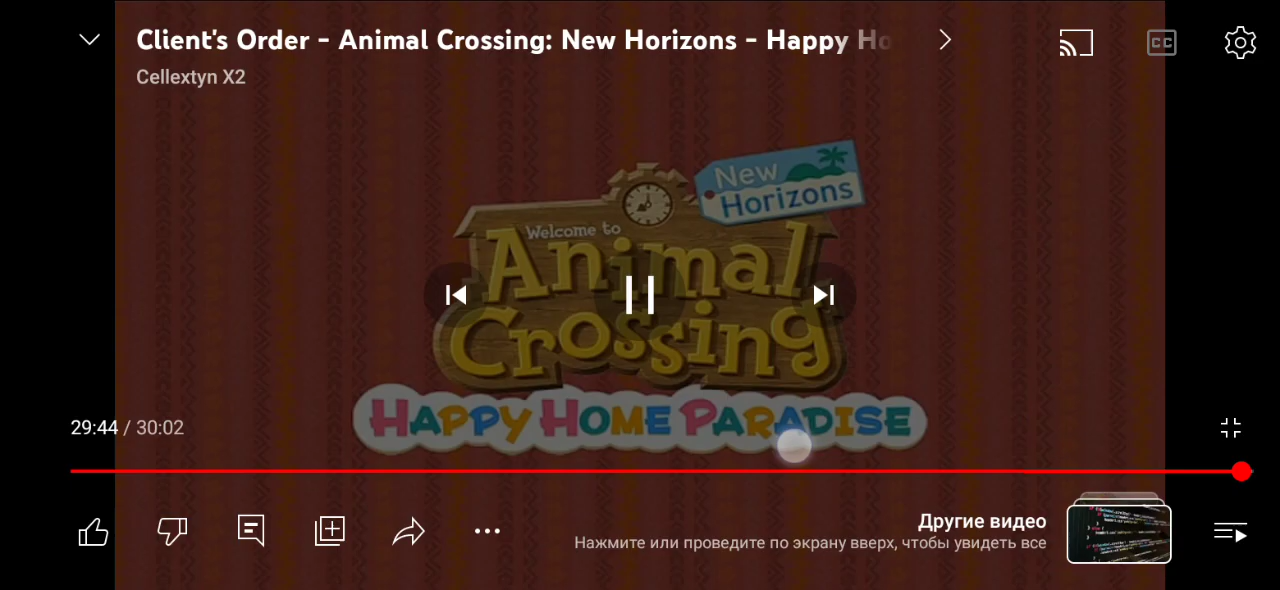 Client's Order - Animal Crossing: New Horizons - Happy Ho
Cellextyn X2
CC
New
Horizons
Welcome to
Animal
Crossing
HAPPY HOME PARADISE
29:44 / 30:02
Другие видео
Нажмите или проведите по экрану вверх, чтобы увидеть все